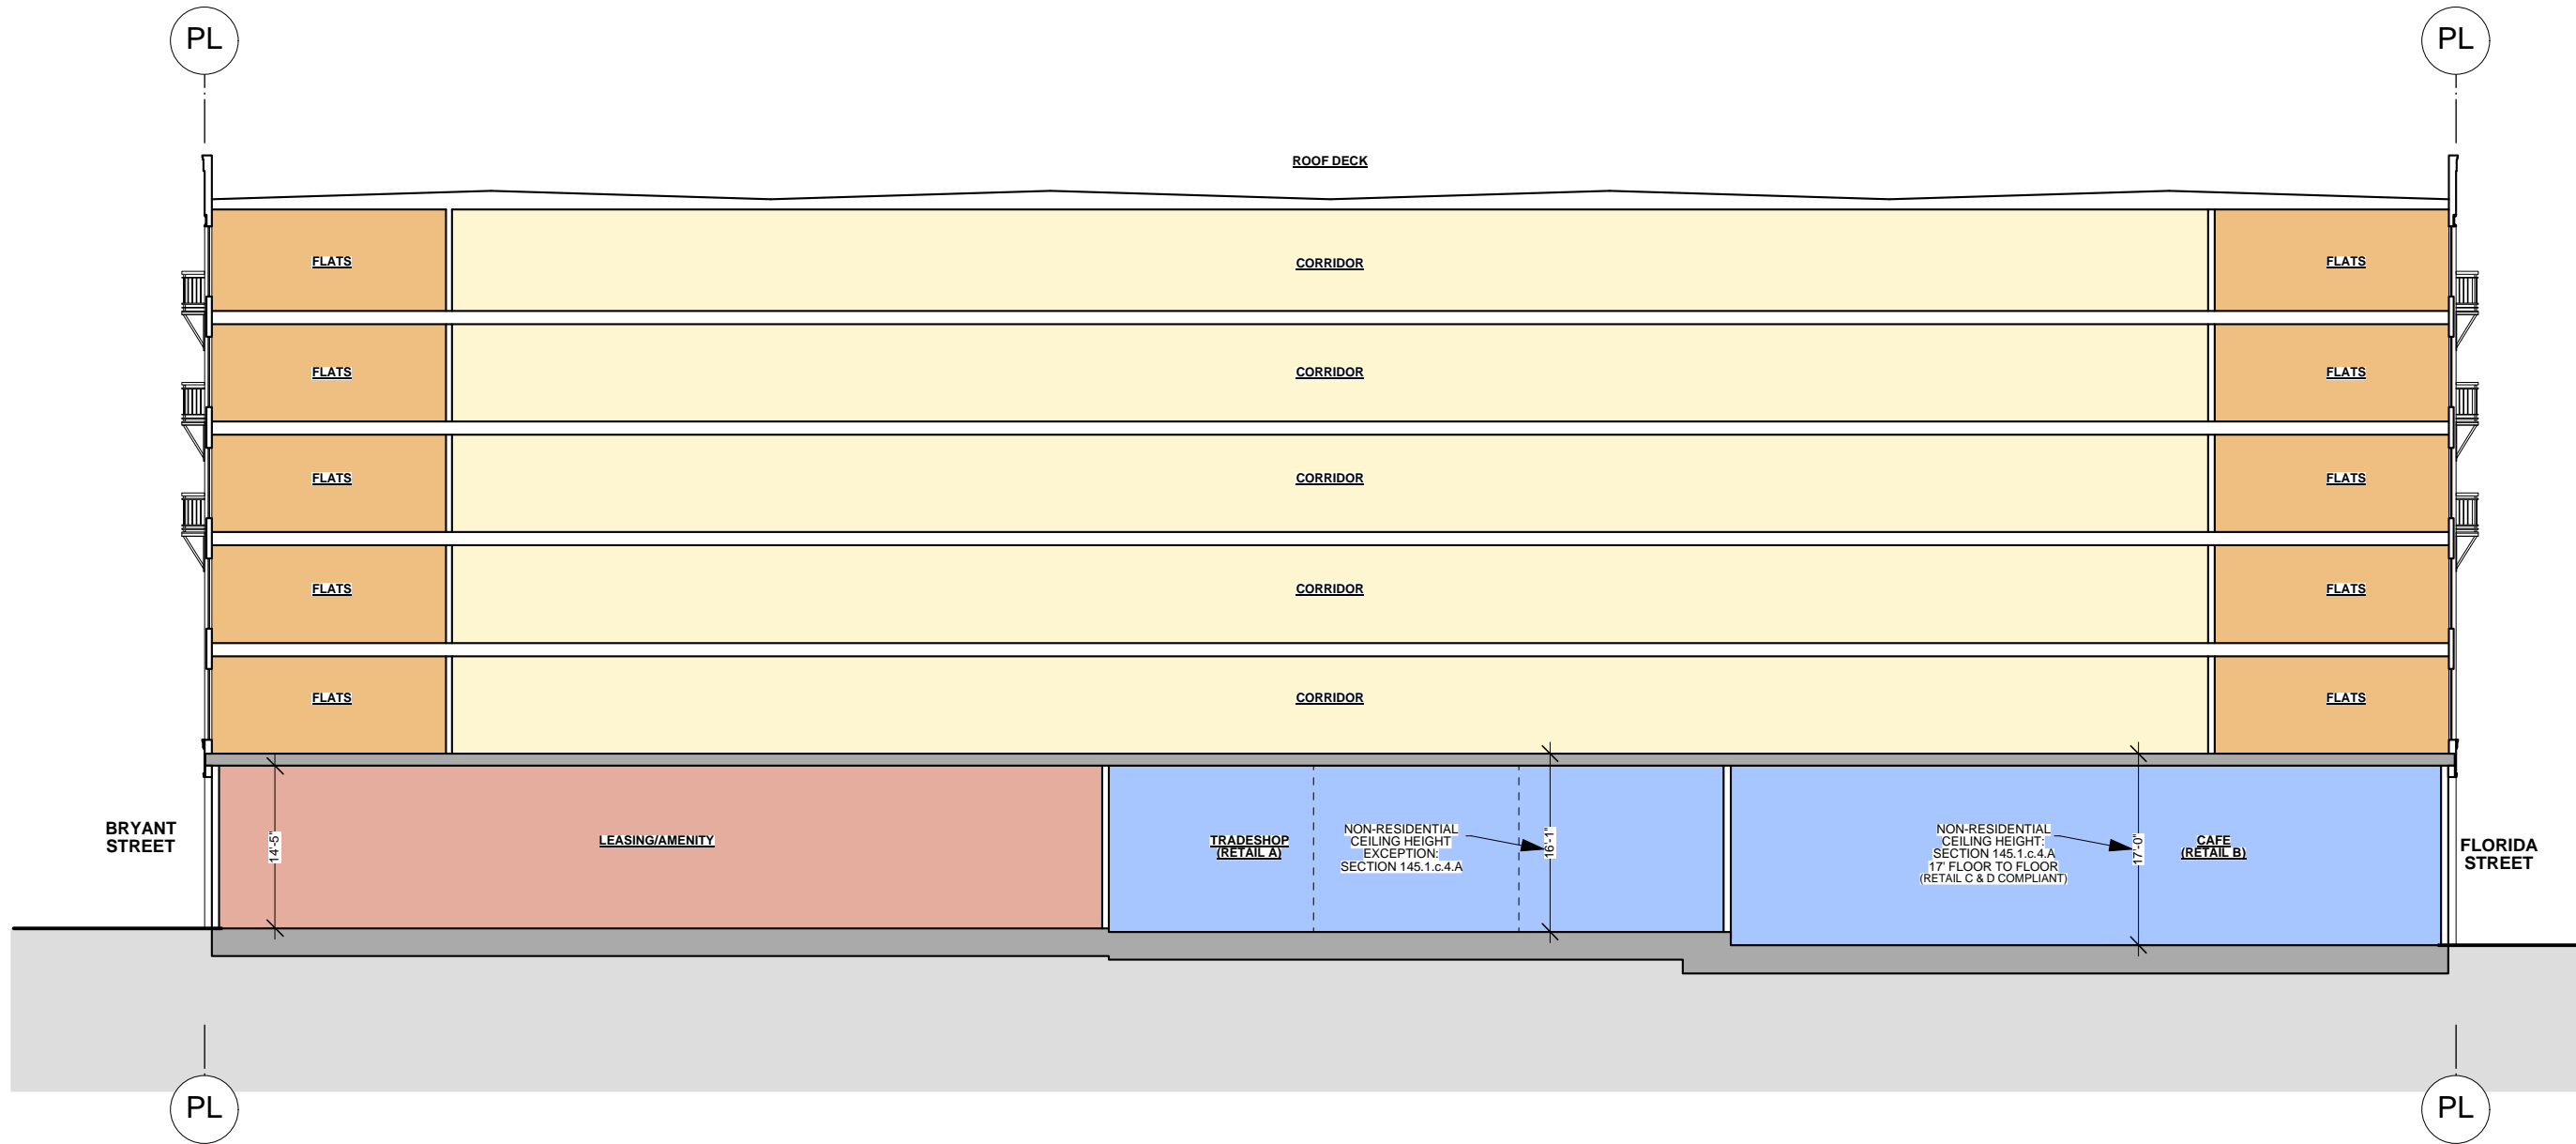 PL
PL
ROOF DECK
FLATS
CORRIDOR
FLATS
FLATS
CORRIDOR
FLATS
FLATS
CORRIDOR
FLATS
FLATS
CORRIDOR
FLATS
FLATS
CORRIDOR
FLATS
BRYANT
STREET
14'-5"
LEASING/AMENITY
TRADESHOP
(RETAIL A)
NON-RESIDENTIAL
CEILING HEIGHT
EXCEPTION:
SECTION 145.1.c.4.A
16'-1"
NON-RESIDENTIAL
CEILING HEIGHT:
SECTION 145.1.c.4.A
17' FLOOR TO FLOOR
(RETAIL C & D COMPLIANT)
17'-0"
CAFE
(RETAIL B)
FLORIDA
STREET
PL
PL